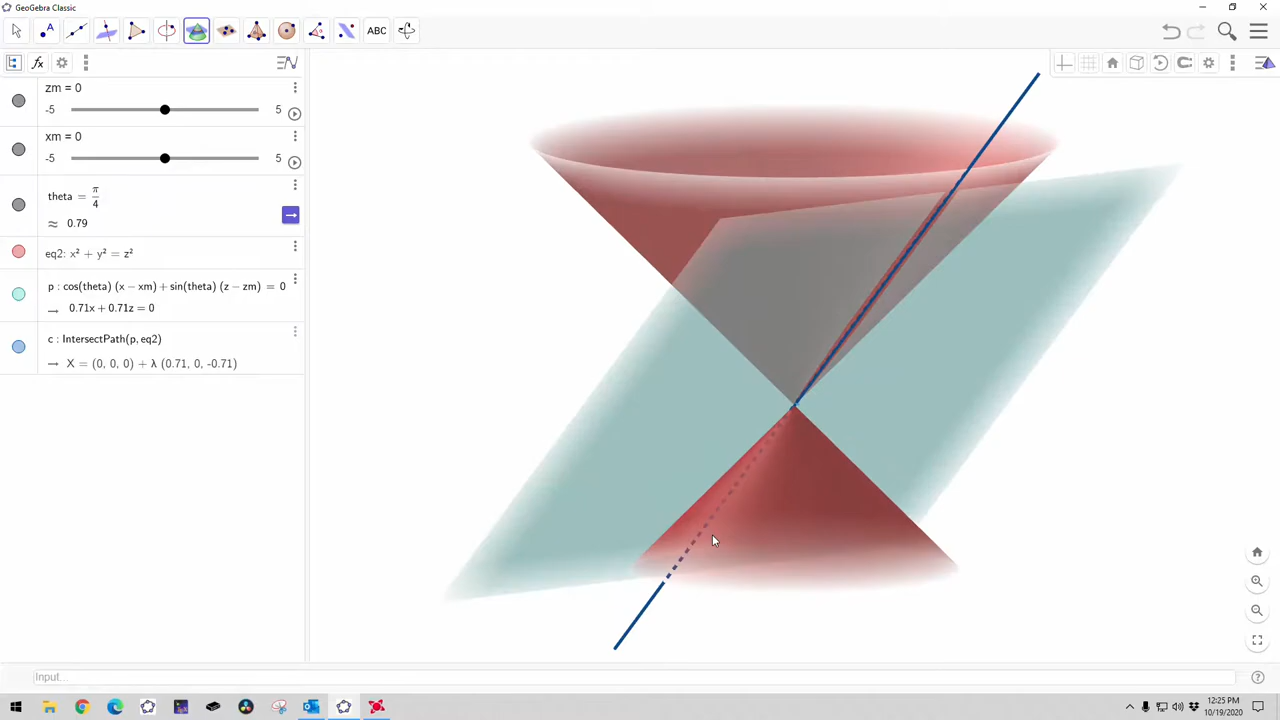 GeoGebra Classic
ABC
zm = 0
-5
5
xm = 0
-5
5
theta = π/4
≈ 0.79
eq2: x² + y² = z²
p : cos(theta) (x − xm) + sin(theta) (z − zm) = 0
→ 0.71x + 0.71z = 0
c : IntersectPath(p, eq2)
→ X = (0, 0, 0) + λ (0.71, 0, -0.71)
Input...
12:25 PM
10/19/2020